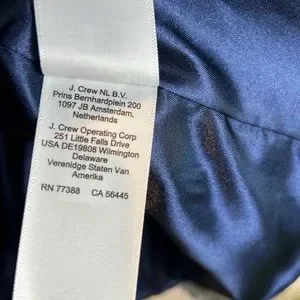 J. Crew NL B.V.
Prins Bernhardplein 200
1097 JB Amsterdam,
Netherlands
J. Crew Operating Corp
251 Little Falls Drive
USA DE19808 Wilmington
Delaware
Verenidge Staten Van
Amerika
RN 77388 CA 56445